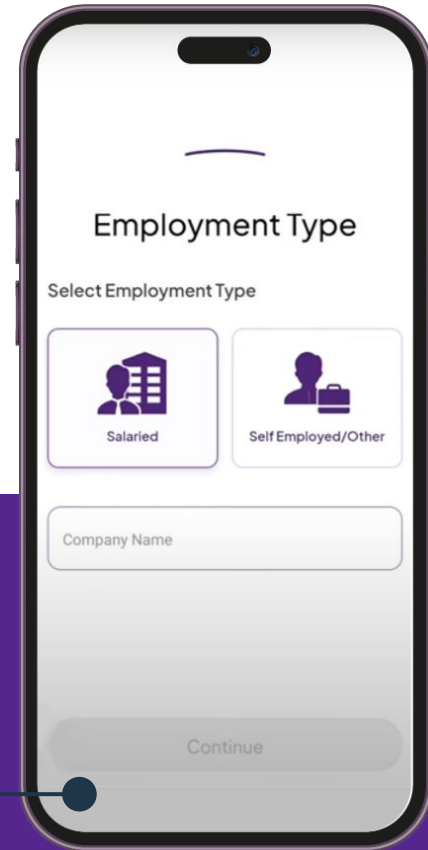 Employment Type
Select Employment Type
Salaried
Self Employed/Other
Company Name
Continue